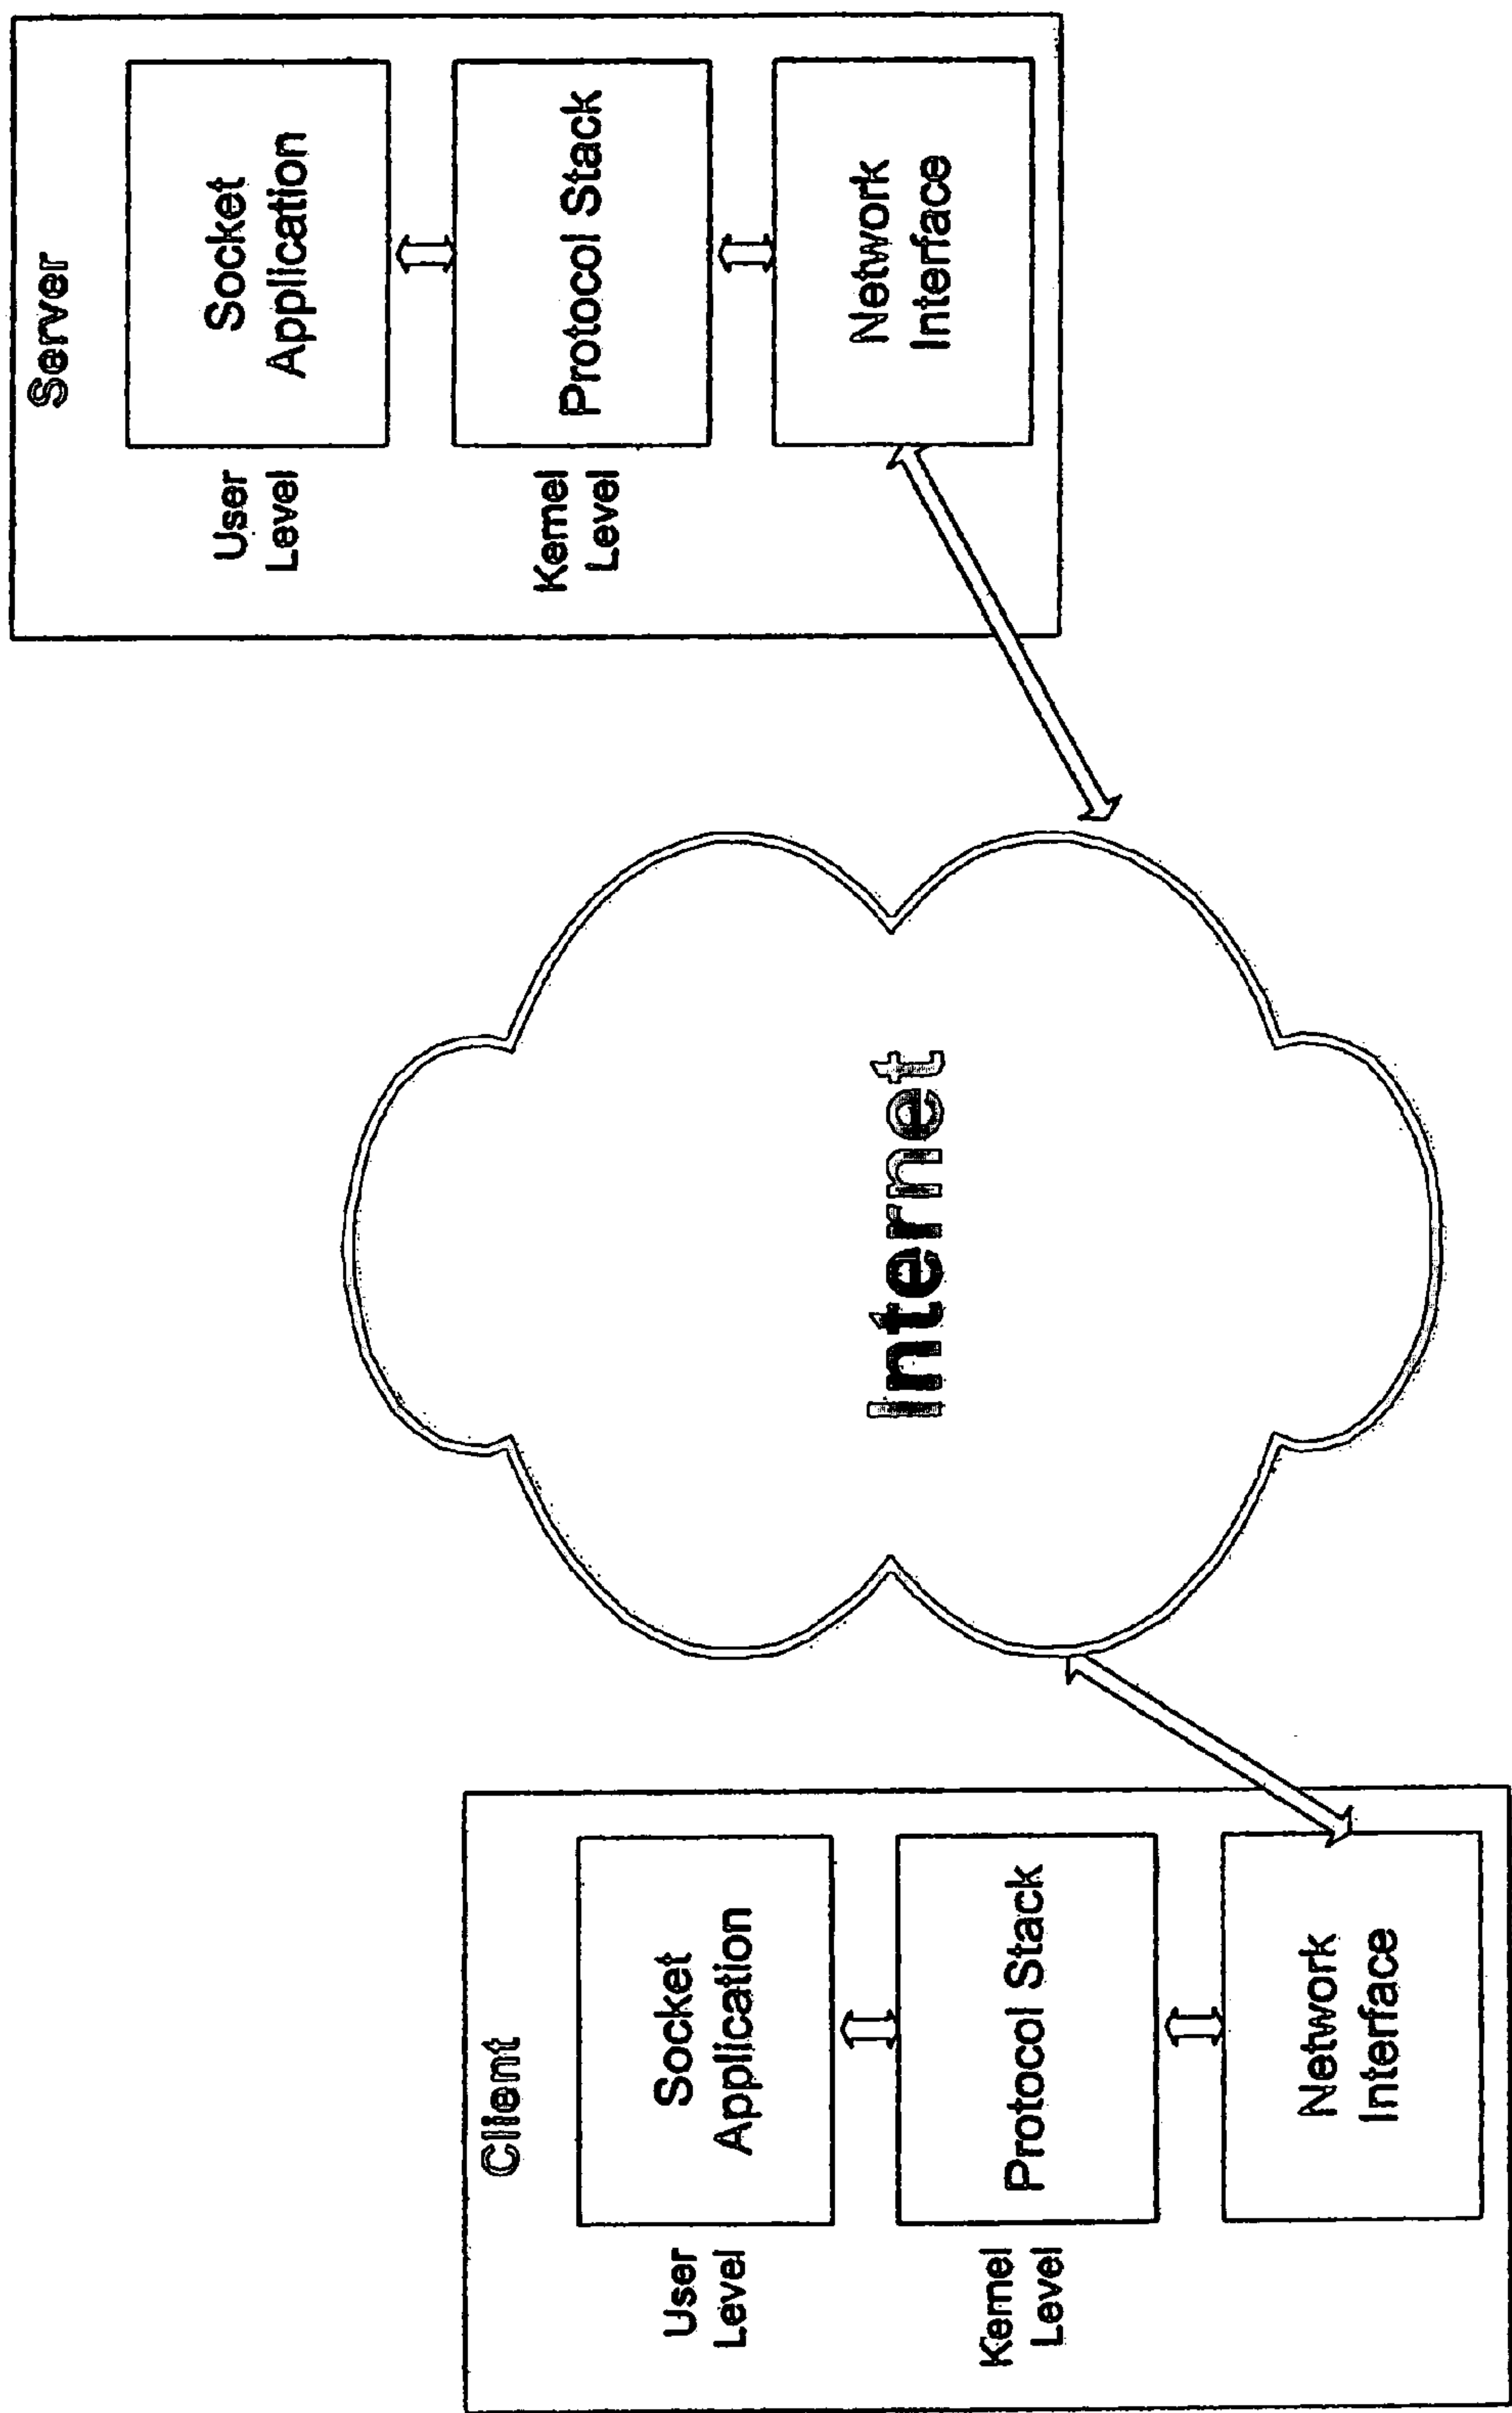 Client
User
Level
Socket
Application
Kernel
Level
Protocol Stack
Network
Interface
Internet
Server
User
Level
Socket
Application
Kernel
Level
Protocol Stack
Network
Interface